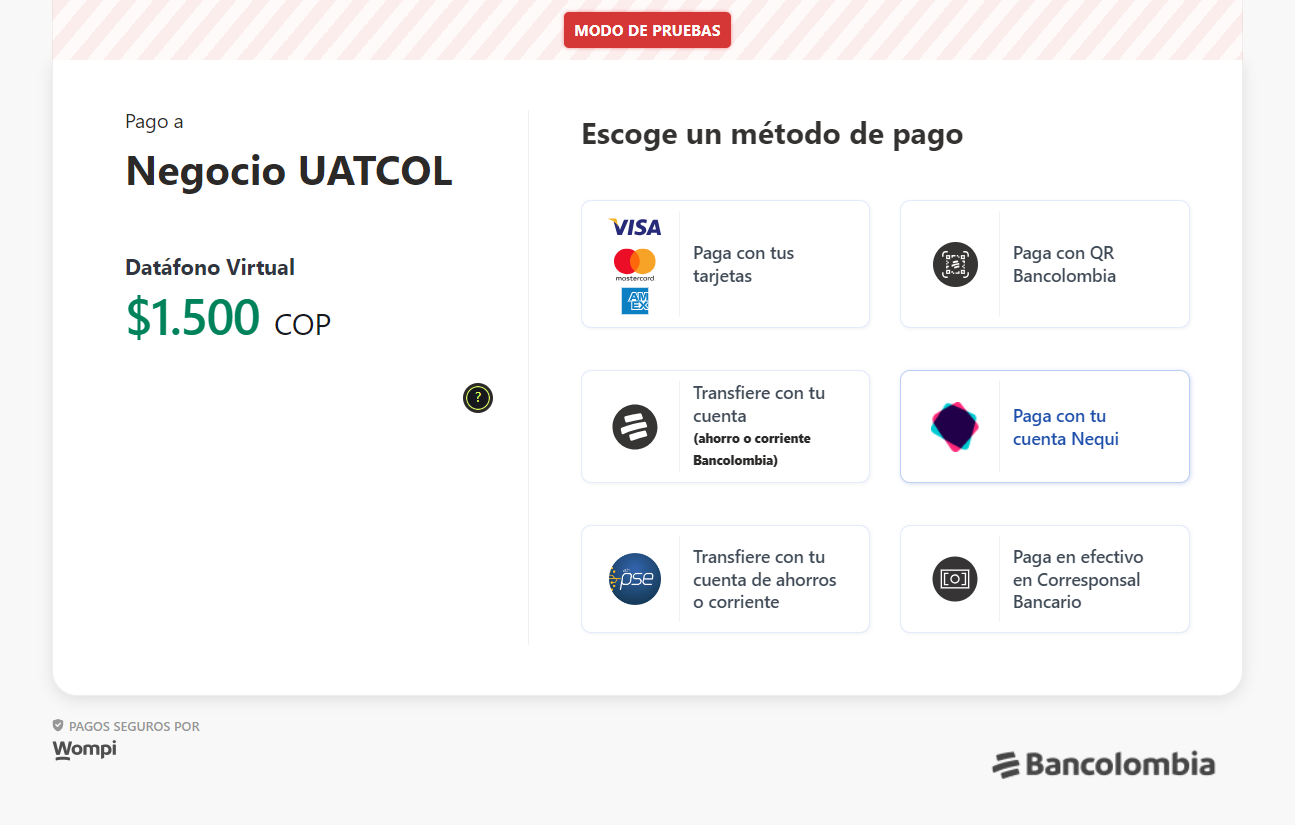 MODO DE PRUEBAS
Pago a
Negocio UATCOL
Datáfono Virtual
$1.500 COP
?
Escoge un método de pago
VISA
mastercard
AM
EX
Paga con tus
tarjetas
Paga con QR
Bancolombia
Transfiere con tu
cuenta
(ahorro o corriente
Bancolombia)
Paga con tu
cuenta Nequi
pse
Transfiere con tu
cuenta de ahorros
o corriente
Paga en efectivo
en Corresponsal
Bancario
PAGOS SEGUROS POR
Wompi
Bancolombia